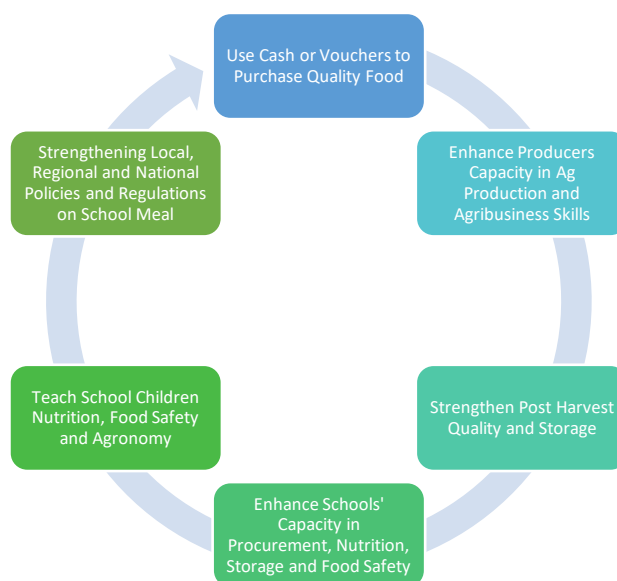 Use Cash or Vouchers to
Purchase Quality Food
Enhance Producers
Capacity in Ag
Production and
Agribusiness Skills
Strengthen Post Harvest
Quality and Storage
Enhance Schools'
Capacity in
Procurement, Nutrition,
Storage and Food Safety
Teach School Children
Nutrition, Food Safety
and Agronomy
Strengthening Local,
Regional and National
Policies and Regulations
on School Meal